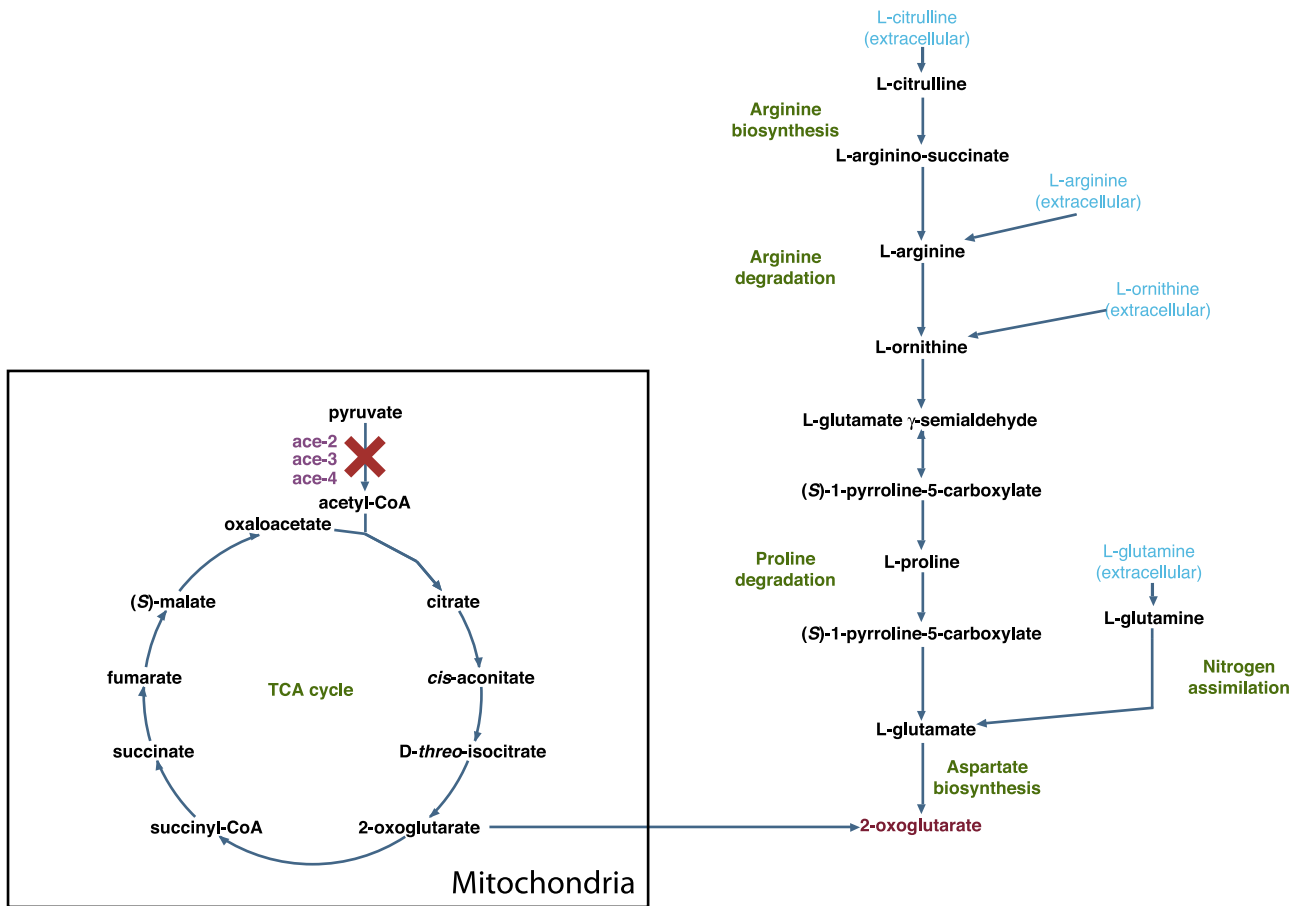 L-citrulline
(extracellular)
L-citrulline
Arginine
biosynthesis
L-arginino-succinate
L-arginine
(extracellular)
L-arginine
Arginine
degradation
L-ornithine
(extracellular)
L-ornithine
L-glutamate γ-semialdehyde
(S)-1-pyrroline-5-carboxylate
L-proline
Proline
degradation
L-glutamine
(extracellular)
L-glutamine
(S)-1-pyrroline-5-carboxylate
Nitrogen
assimilation
L-glutamate
Aspartate
biosynthesis
2-oxoglutarate
pyruvate
ace-2
ace-3
ace-4
acetyl-CoA
oxaloacetate
(S)-malate
citrate
fumarate
TCA cycle
cis-aconitate
succinate
D-threo-isocitrate
succinyl-CoA
2-oxoglutarate
Mitochondria